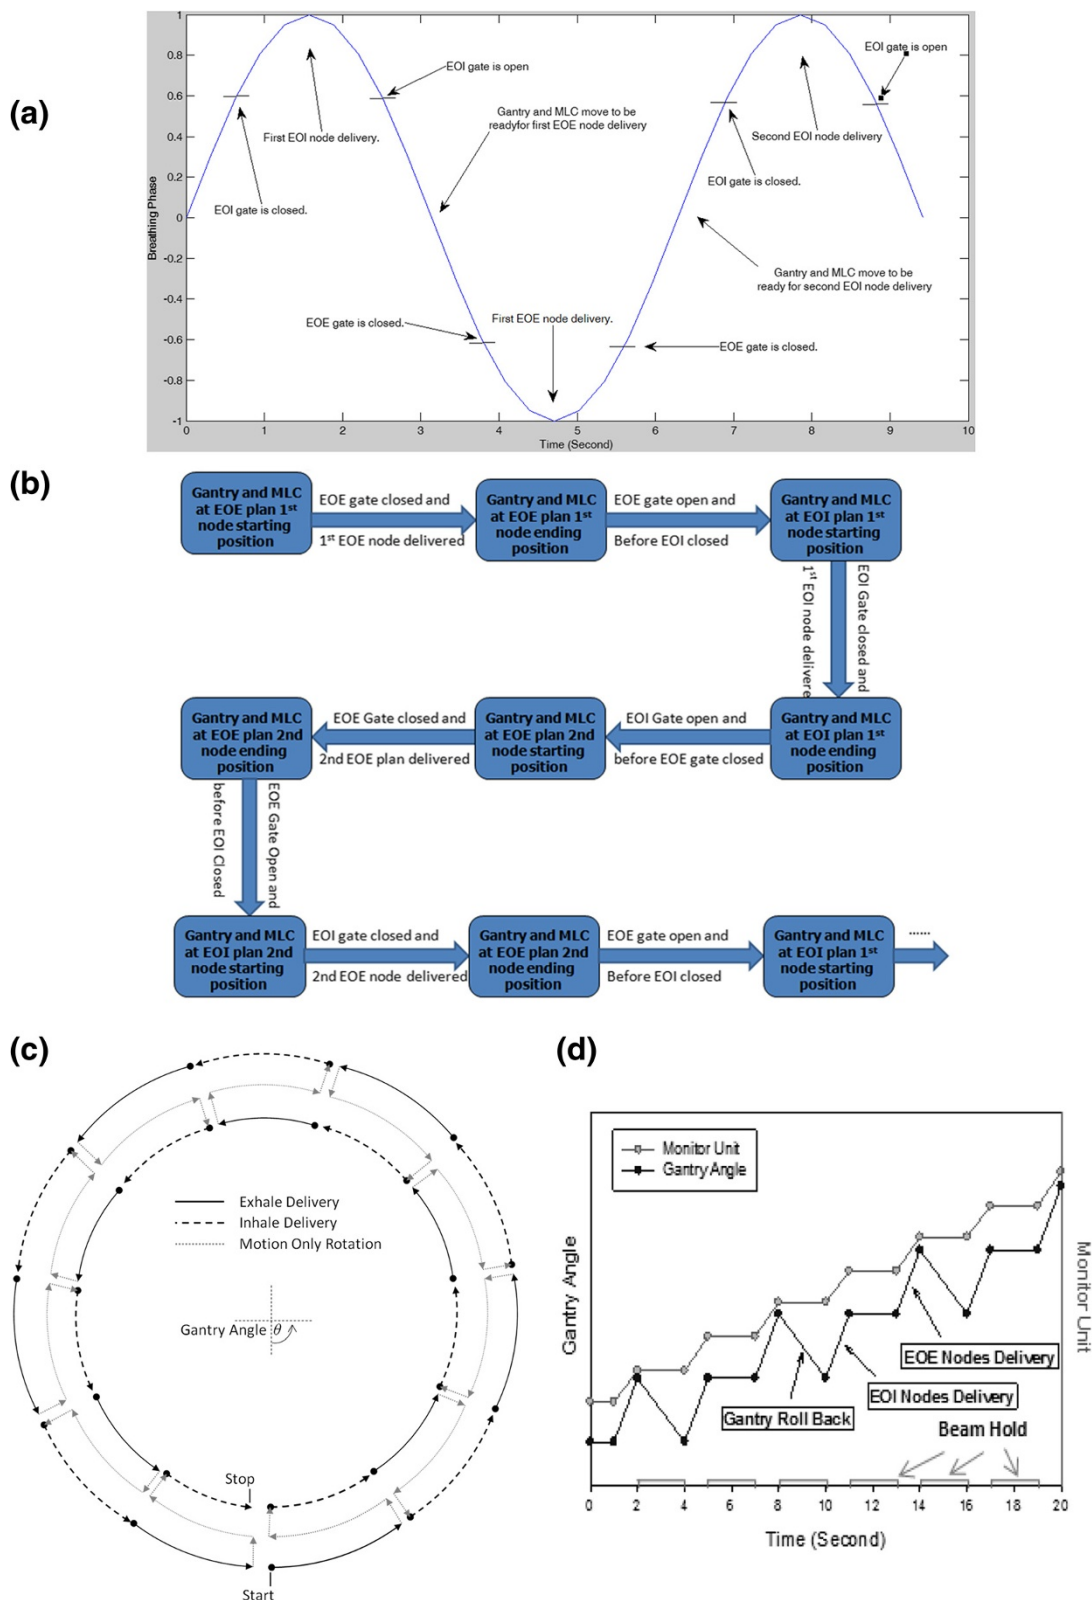 (a)
1
0.8
0.6
0.4
0.2
0
-0.2
-0.4
-0.6
-0.8
-1
Breathing Phase
EOI gate is open
EOI gate is open
Gantry and MLC move to be
readyfor first EOE node delivery
First EOI node delivery.
Second EOI node delivery
EOI gate is closed.
EOI gate is closed.
Gantry and MLC move to be
ready for second EOI node delivery
First EOE node delivery.
EOE gate is closed.
EOE gate is closed.
0 1 2 3 4 5 6 7 8 9 10
Time (Second)
(b)
Gantry and MLC
at EOE plan 1st
node starting
position
EOE gate closed and
1st EOE node delivered
Gantry and MLC
at EOE plan 1st
node ending
position
EOE gate open and
Before EOI closed
Gantry and MLC
at EOI plan 1st
node starting
position
EOI Gate closed and
1st EOI node delivere
Gantry and MLC
at EOI plan 1st
node ending
position
EOI Gate open and
before EOE gate closed
Gantry and MLC
at EOE plan 2nd
node starting
position
EOE Gate closed and
2nd EOE plan delivered
Gantry and MLC
at EOE plan 2nd
node ending
position
EOE Gate Open and
before EOI Closed
Gantry and MLC
at EOI plan 2nd
node starting
position
EOI gate closed and
2nd EOE node delivered
Gantry and MLC
at EOE plan 2nd
node ending
position
EOE gate open and
Before EOI closed
Gantry and MLC
at EOI plan 1st
node starting
position
......
(c)
Exhale Delivery
Inhale Delivery
Motion Only Rotation
Gantry Angle θ
Stop
Start
(d)
Monitor Unit
Gantry Angle
Gantry Angle
Monitor Unit
EOE Nodes Delivery
EOI Nodes Delivery
Gantry Roll Back
Beam Hold
0 2 4 6 8 10 12 14 16 18 20
Time (Second)